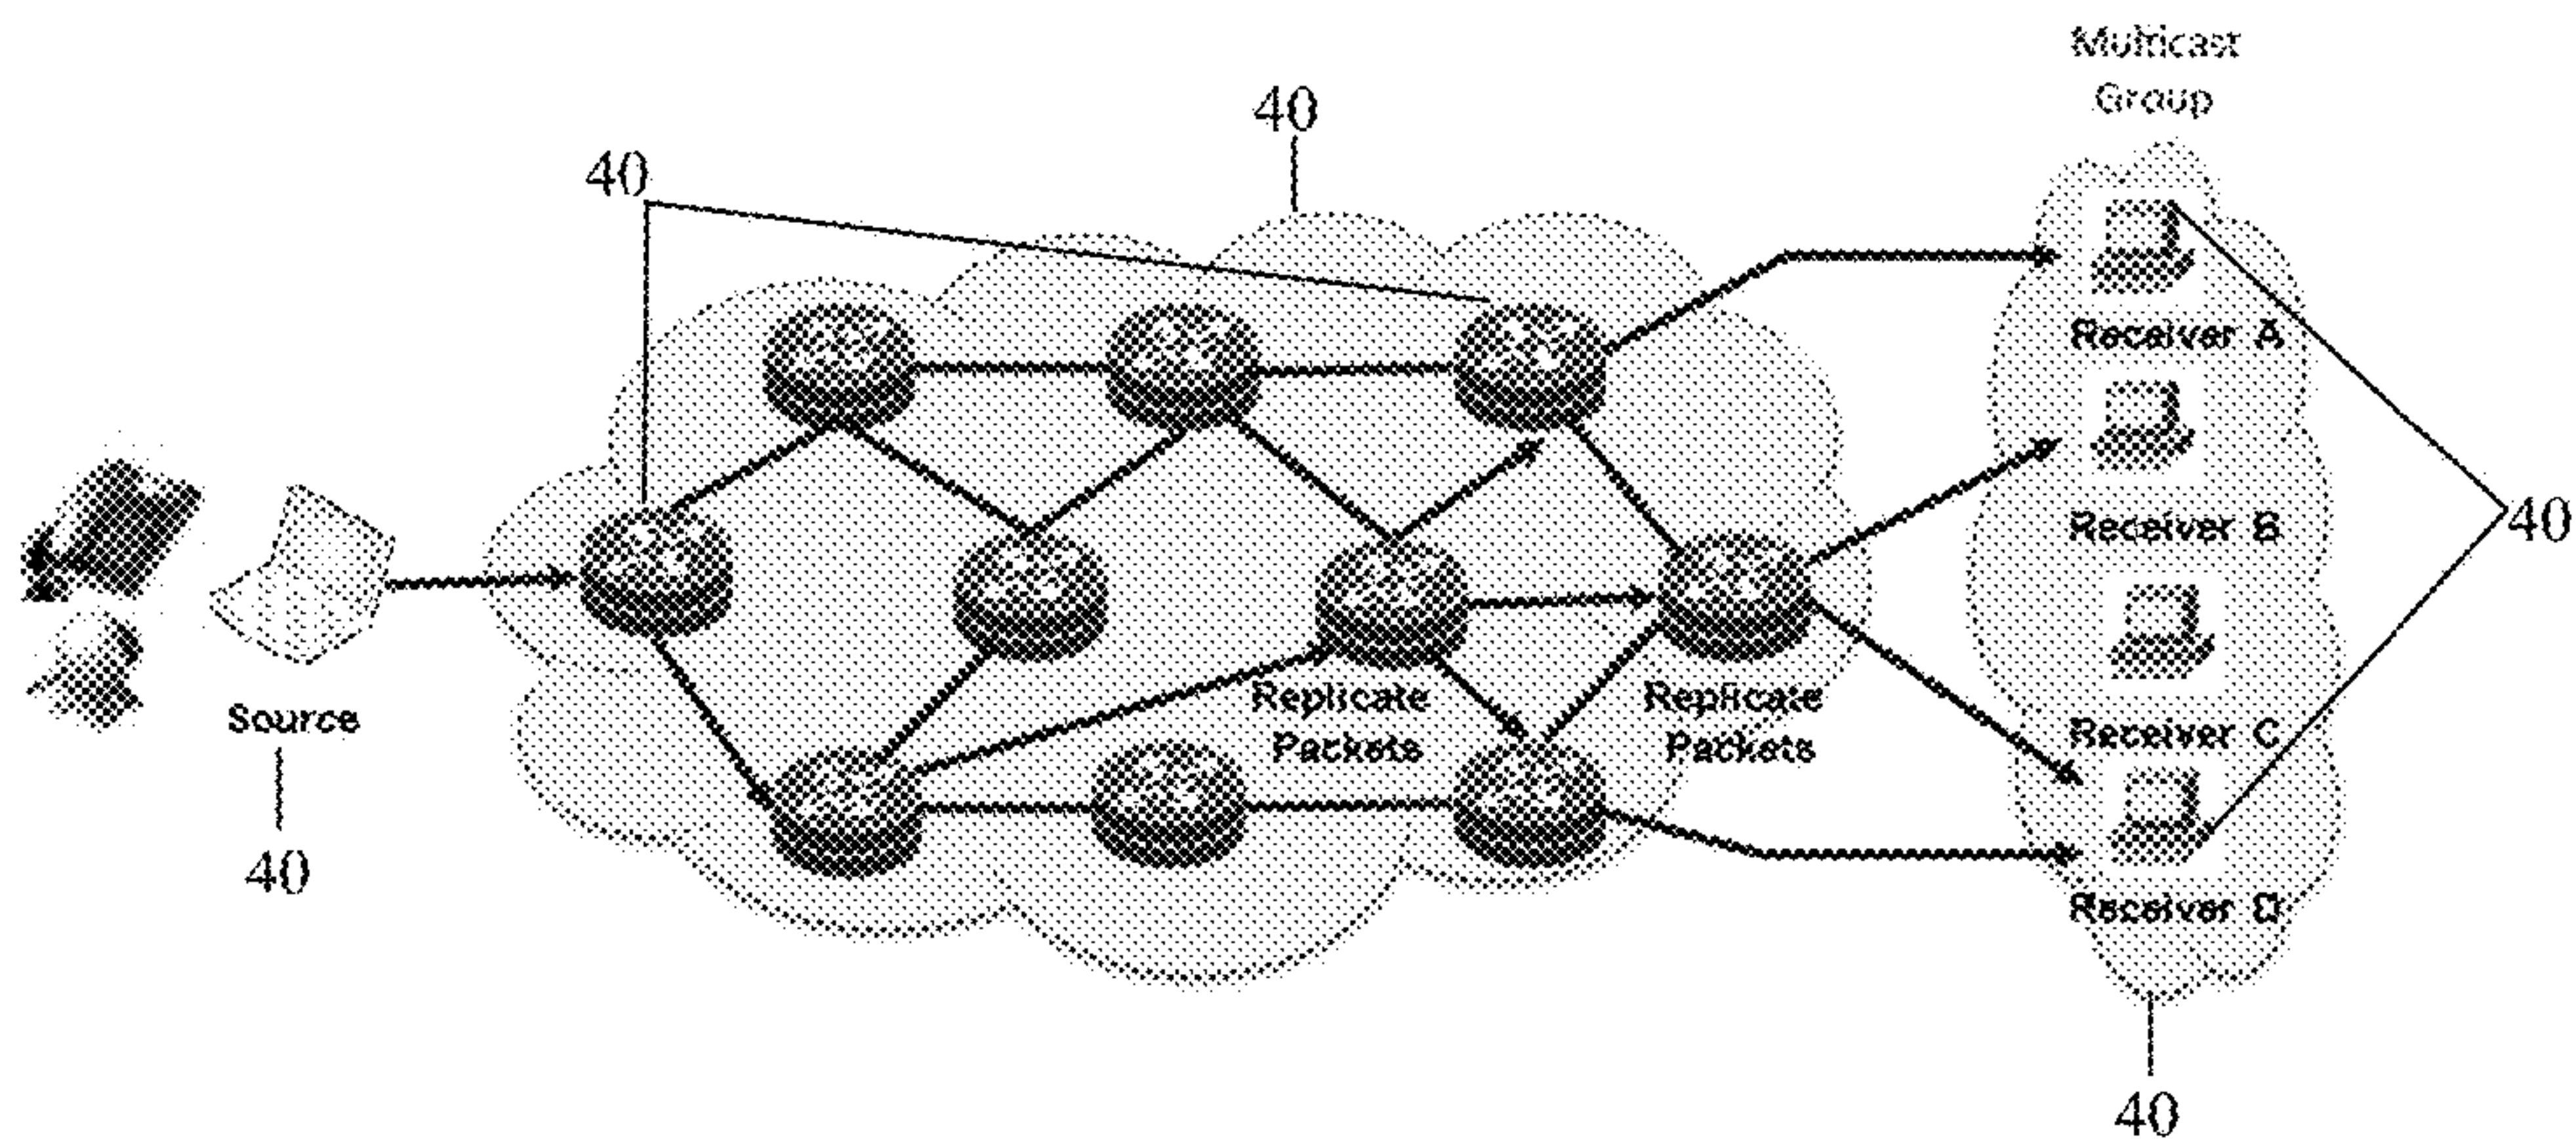 Multicast
Group
40
40
Receiver A
Receiver B
40
Replicate
Packets
Replicate
Packets
Source
Receiver C
40
Receiver D
40